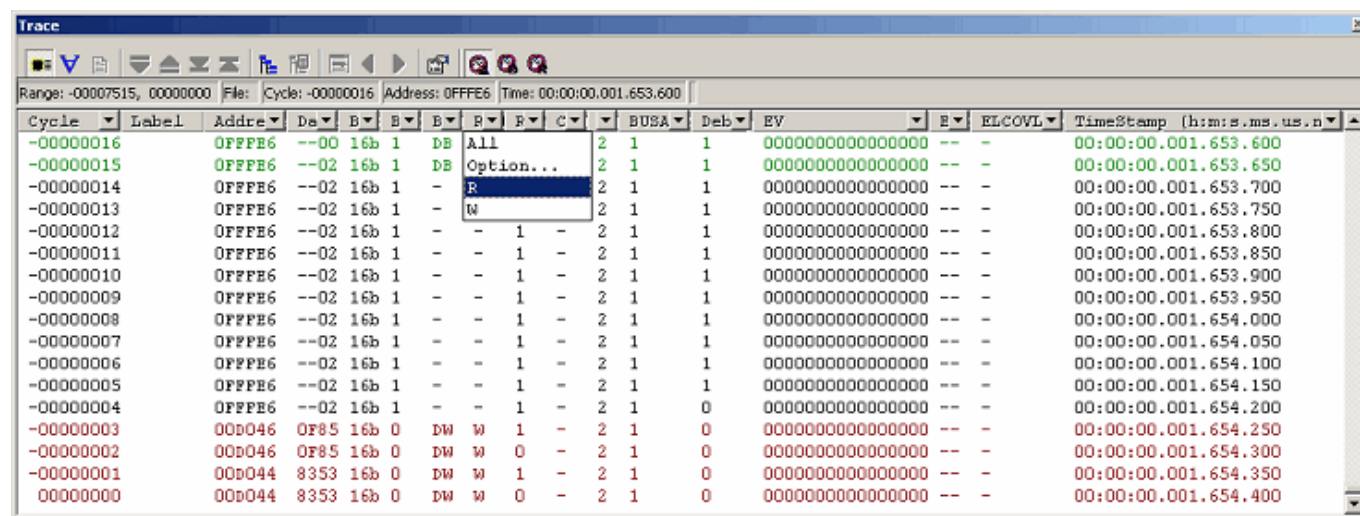 Trace
Range: -00007515, 00000000 File: Cycle: -00000016 Address: 0FFFE6 Time: 00:00:00.001.653.600
Cycle Label Addre Da B B B R R C BUSA Deb EV E ELCOVL TimeStamp (h:m:s.ms.us.n
-00000016 0FFFE6 --00 16b 1 DB All 2 1 1 0000000000000000 -- - 00:00:00.001.653.600
-00000015 0FFFE6 --02 16b 1 DB Option... 2 1 1 0000000000000000 -- - 00:00:00.001.653.650
-00000014 0FFFE6 --02 16b 1 - R 2 1 1 0000000000000000 -- - 00:00:00.001.653.700
-00000013 0FFFE6 --02 16b 1 - W 2 1 1 0000000000000000 -- - 00:00:00.001.653.750
-00000012 0FFFE6 --02 16b 1 - - 1 - 2 1 1 0000000000000000 -- - 00:00:00.001.653.800
-00000011 0FFFE6 --02 16b 1 - - 1 - 2 1 1 0000000000000000 -- - 00:00:00.001.653.850
-00000010 0FFFE6 --02 16b 1 - - 1 - 2 1 1 0000000000000000 -- - 00:00:00.001.653.900
-00000009 0FFFE6 --02 16b 1 - - 1 - 2 1 1 0000000000000000 -- - 00:00:00.001.653.950
-00000008 0FFFE6 --02 16b 1 - - 1 - 2 1 1 0000000000000000 -- - 00:00:00.001.654.000
-00000007 0FFFE6 --02 16b 1 - - 1 - 2 1 1 0000000000000000 -- - 00:00:00.001.654.050
-00000006 0FFFE6 --02 16b 1 - - 1 - 2 1 1 0000000000000000 -- - 00:00:00.001.654.100
-00000005 0FFFE6 --02 16b 1 - - 1 - 2 1 1 0000000000000000 -- - 00:00:00.001.654.150
-00000004 0FFFE6 --02 16b 1 - - 1 - 2 1 0 0000000000000000 -- - 00:00:00.001.654.200
-00000003 00D046 0F85 16b 0 DW W 1 - 2 1 0 0000000000000000 -- - 00:00:00.001.654.250
-00000002 00D046 0F85 16b 0 DW W 0 - 2 1 0 0000000000000000 -- - 00:00:00.001.654.300
-00000001 00D044 8353 16b 0 DW W 1 - 2 1 0 0000000000000000 -- - 00:00:00.001.654.350
00000000 00D044 8353 16b 0 DW W 0 - 2 1 0 0000000000000000 -- - 00:00:00.001.654.400